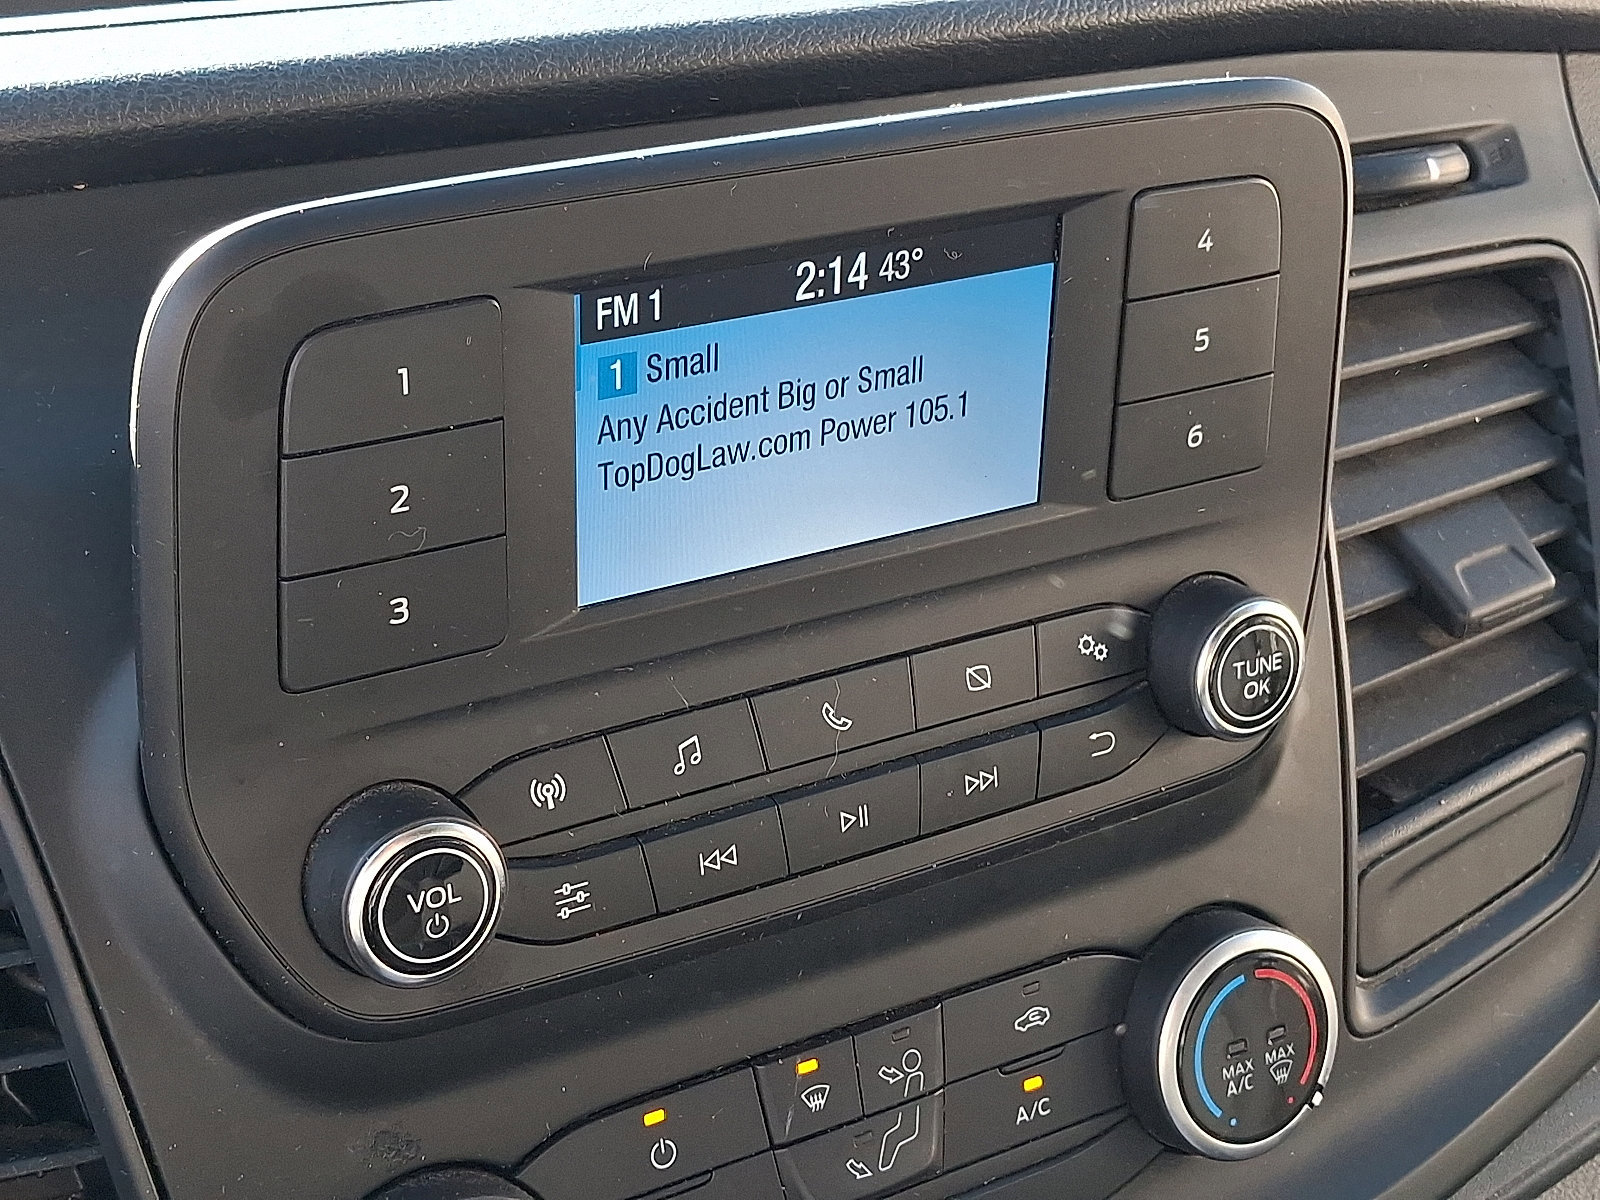 FM 1 2:14 43°
1 Small
Any Accident Big or Small
TopDogLaw.com Power 105.1
1
2
3
4
5
6
TUNE
OK
VOL
MAX
A/C
MAX
A/C